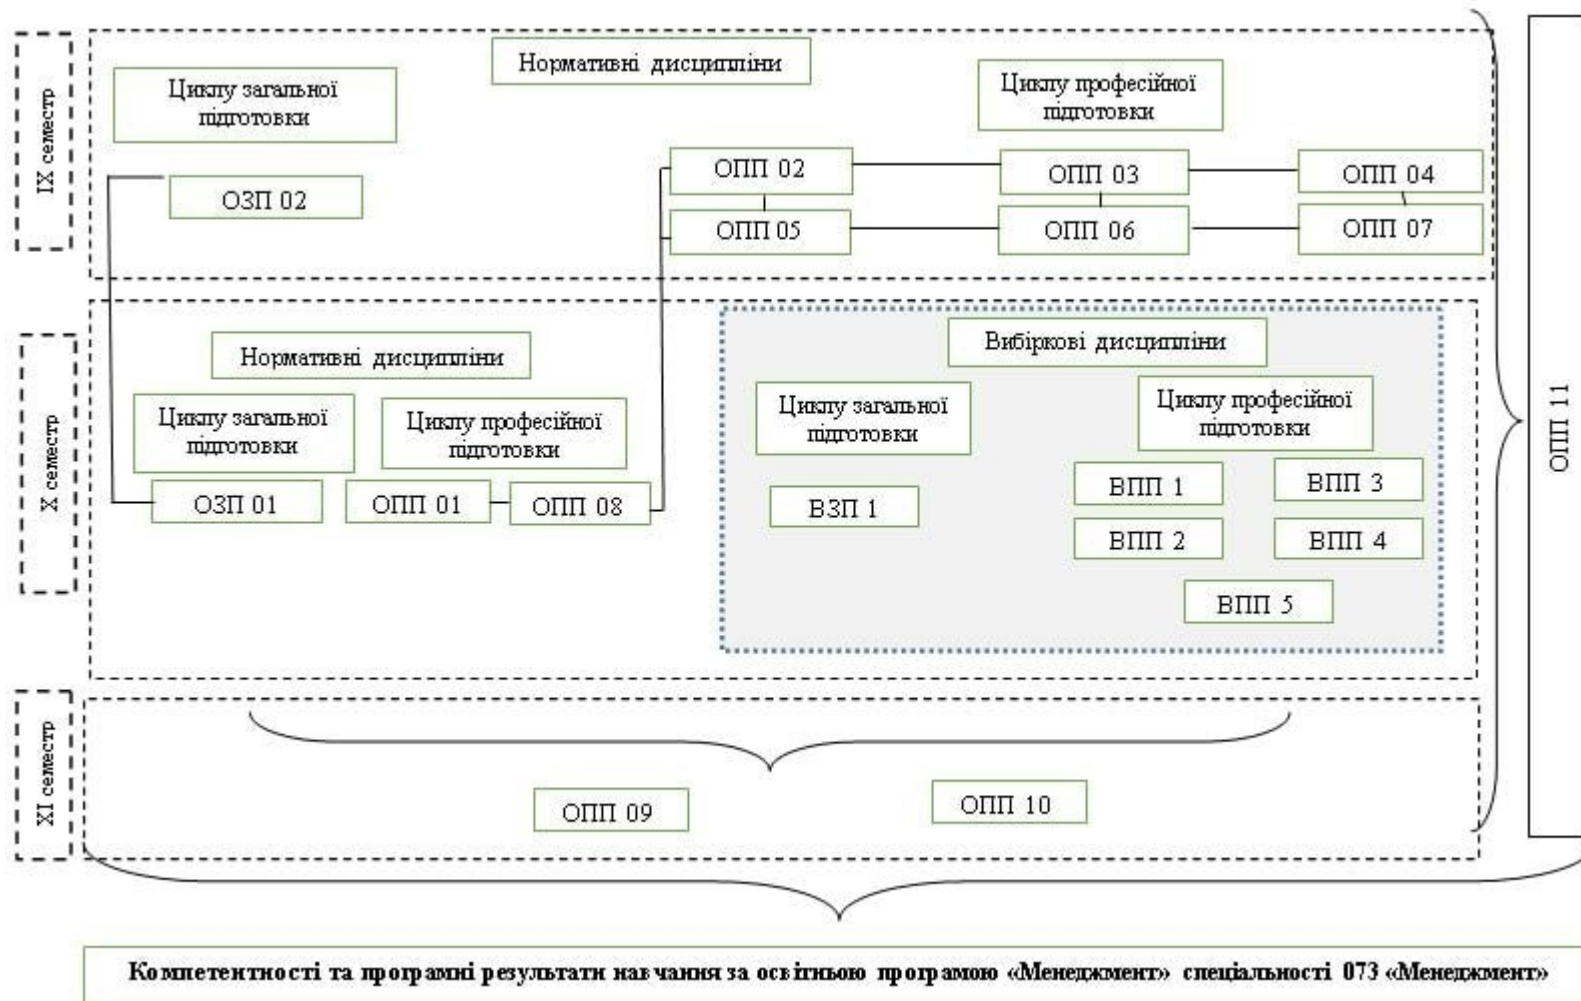 IX семестр
Нормативні дисципліни
Циклу загальної
підготовки
Циклу професійної
підготовки
ОЗП 02
ОПП 02
ОПП 03
ОПП 04
ОПП 05
ОПП 06
ОПП 07
X семестр
Нормативні дисципліни
Циклу загальної
підготовки
Циклу професійної
підготовки
ОЗП 01
ОПП 01
ОПП 08
Вибіркові дисципліни
Циклу загальної
підготовки
Циклу професійної
підготовки
ВЗП 1
ВПП 1
ВПП 3
ВПП 2
ВПП 4
ВПП 5
XI семестр
ОПП 09
ОПП 10
ОПП 11
Компетентності та програмні результати навчання за освітньою програмою «Менеджмент» спеціальності 073 «Менеджмент»